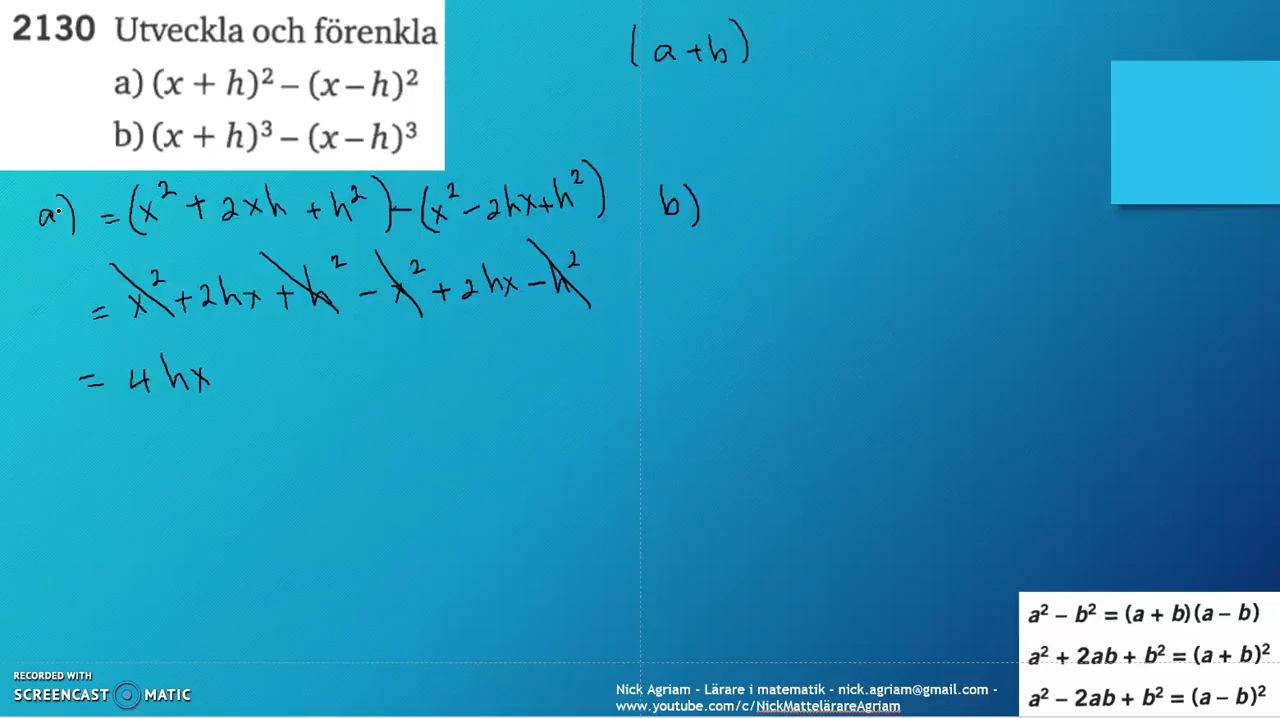 2130 Utveckla och förenkla
a) (x + h)² – (x – h)²
b) (x + h)³ – (x – h)³
(a+b)
a) = (x² + 2xh + h²) - (x² - 2hx + h²)
= x² + 2hx + h² - x² + 2hx - h²
= 4hx
b)
a² – b² = (a + b)(a – b)
a² + 2ab + b² = (a + b)²
a² – 2ab + b² = (a – b)²
RECORDED WITH
SCREENCAST MATIC
Nick Agriam - Lärare i matematik - nick.agriam@gmail.com -
www.youtube.com/c/NickMattelärareAgriam